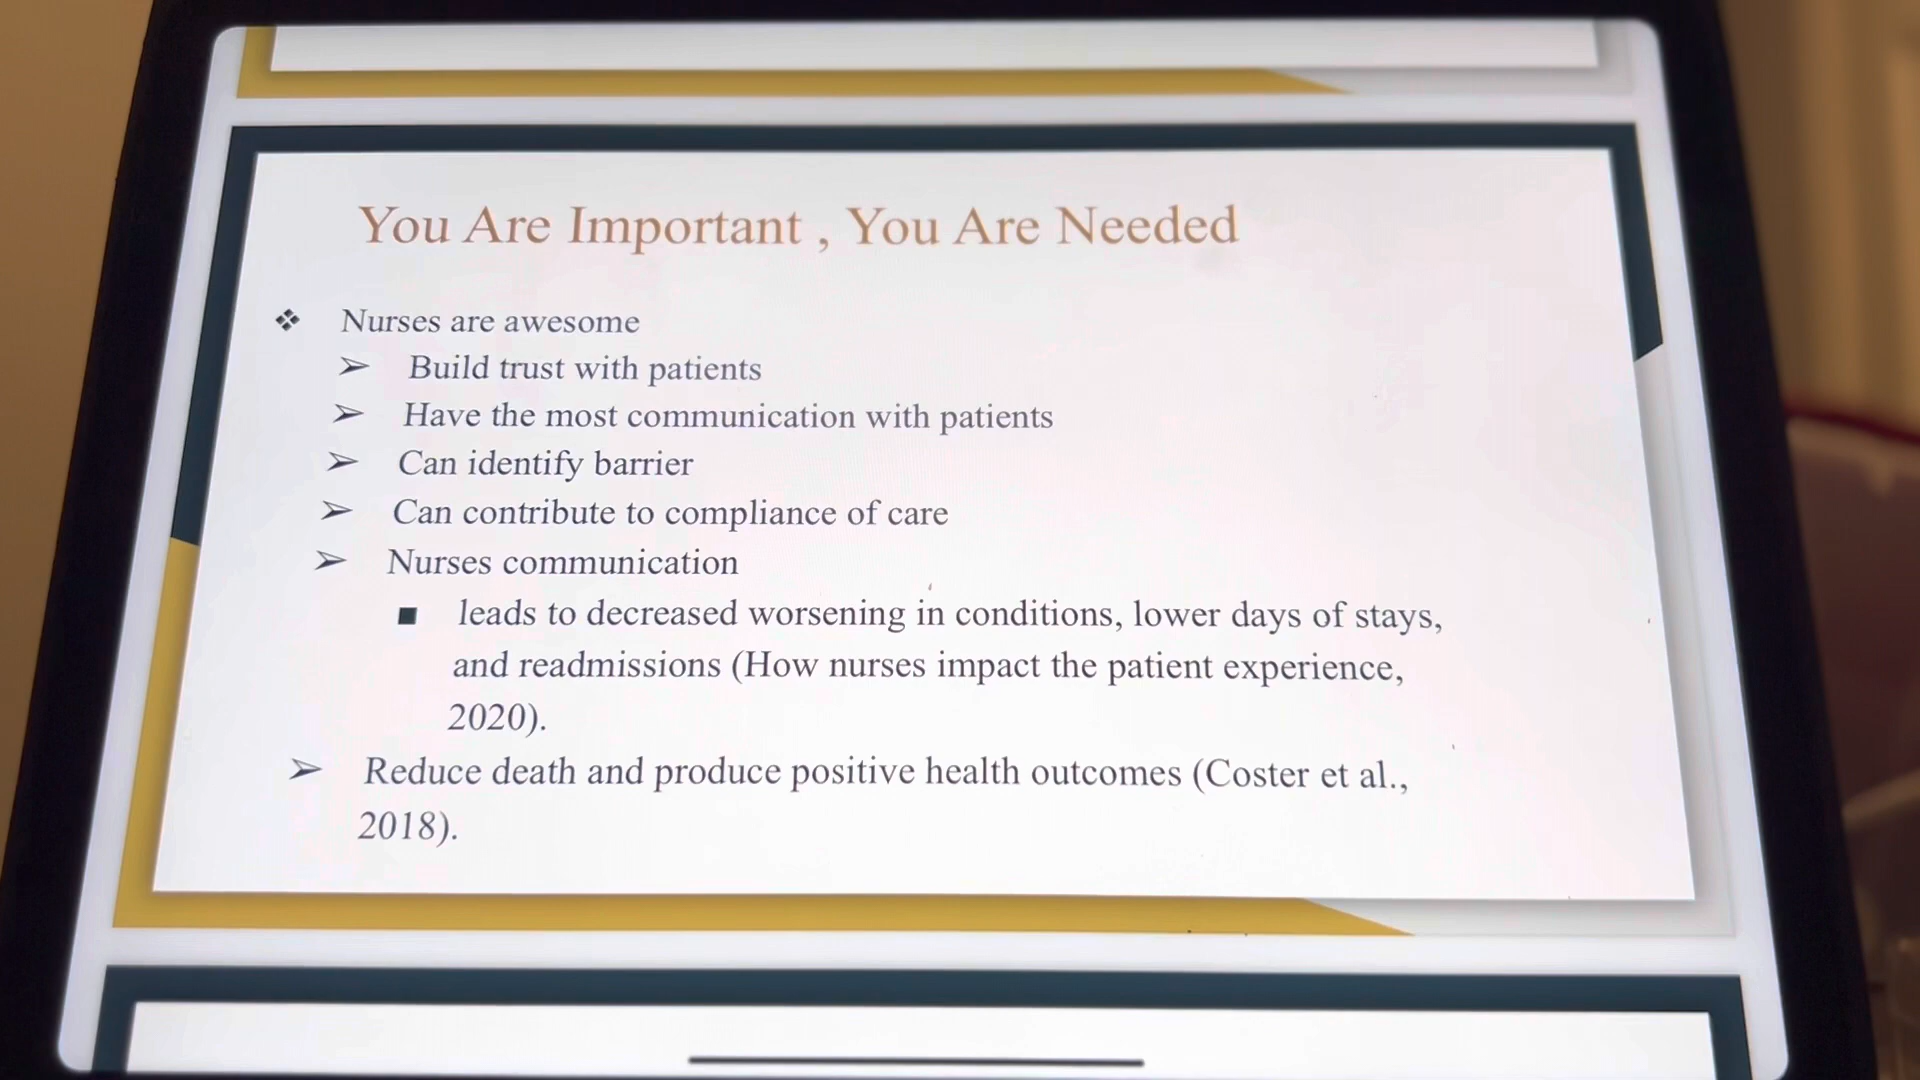 You Are Important , You Are Needed
❖ Nurses are awesome
➢ Build trust with patients
➢ Have the most communication with patients
➢ Can identify barrier
➢ Can contribute to compliance of care
➢ Nurses communication
■ leads to decreased worsening in conditions, lower days of stays,
and readmissions (How nurses impact the patient experience,
2020).
➢ Reduce death and produce positive health outcomes (Coster et al.,
2018).